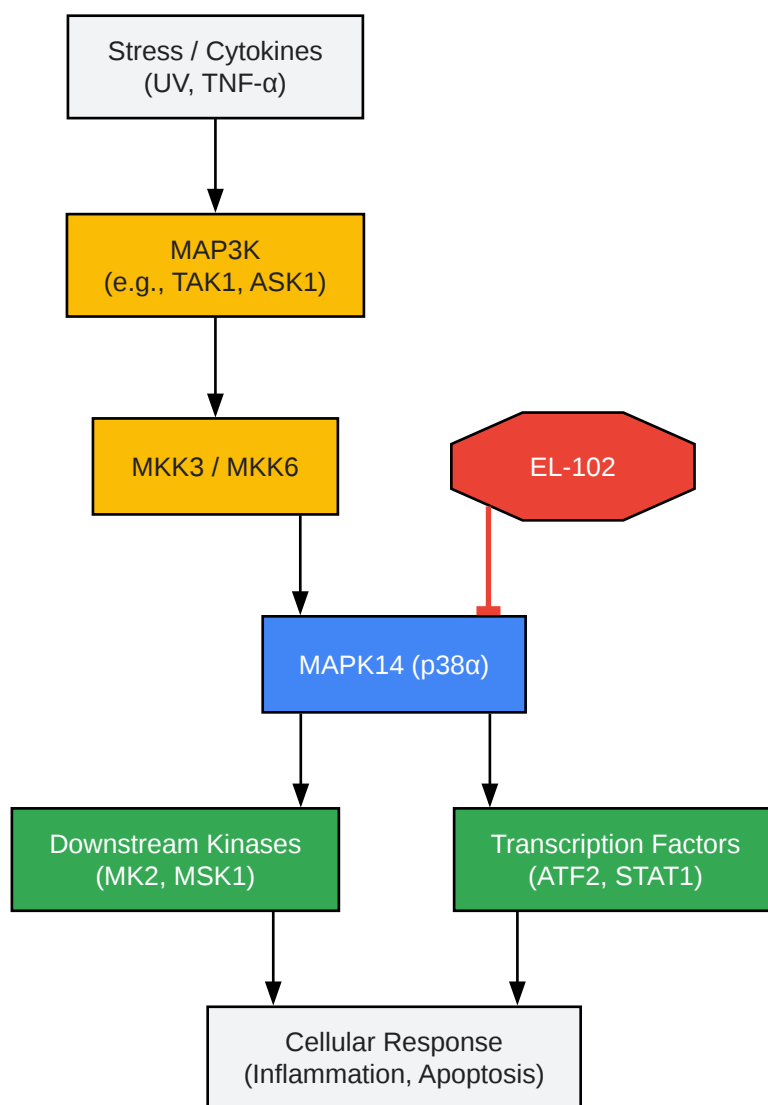 Stress / Cytokines
(UV, TNF-α)
MAP3K
(e.g., TAK1, ASK1)
MKK3 / MKK6
EL-102
MAPK14 (p38α)
Downstream Kinases
(MK2, MSK1)
Transcription Factors
(ATF2, STAT1)
Cellular Response
(Inflammation, Apoptosis)